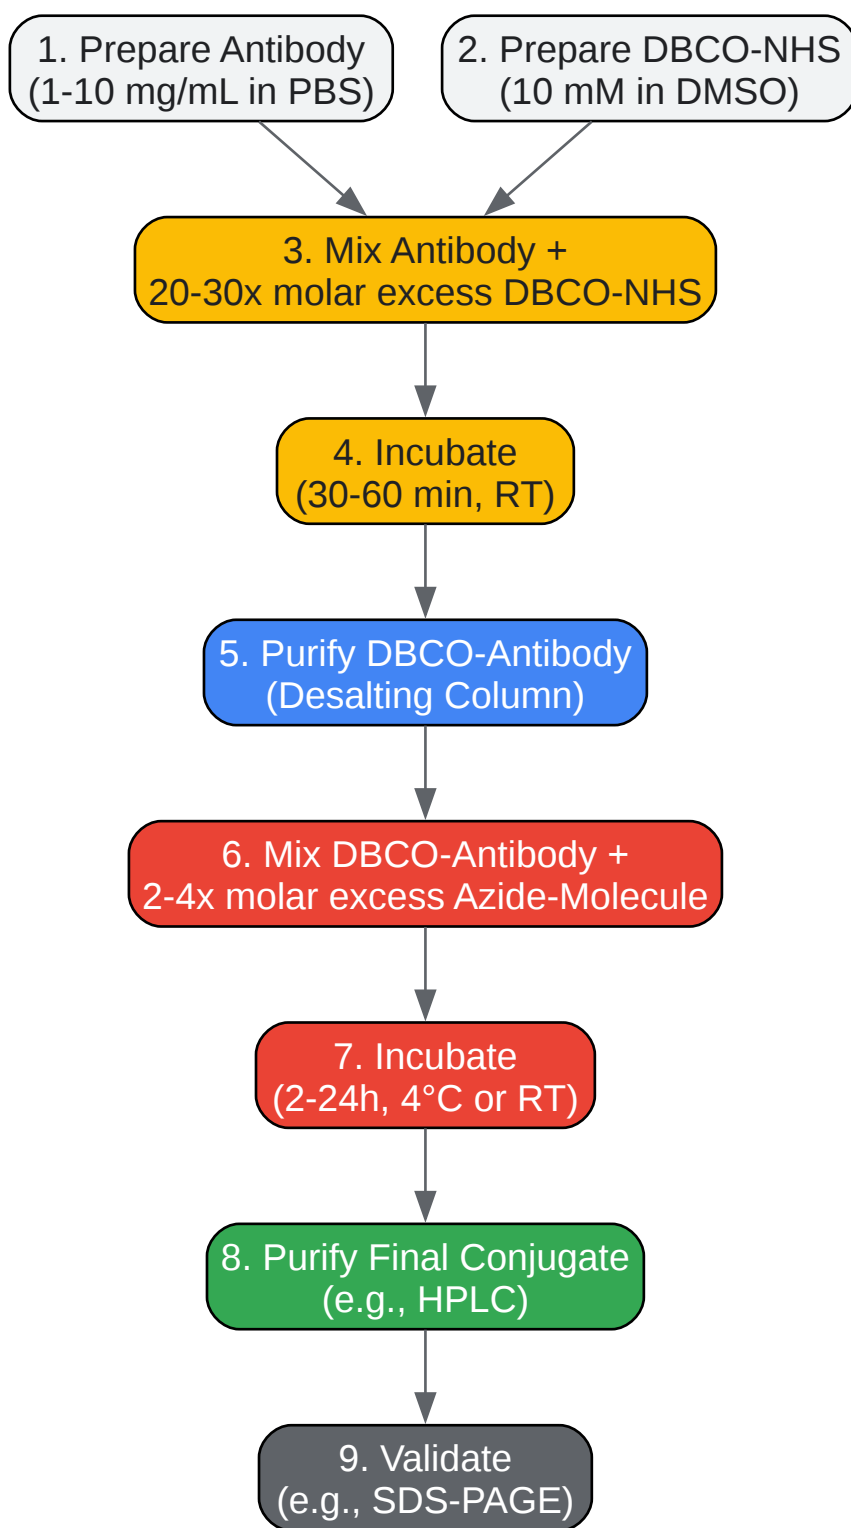 1. Prepare Antibody
(1-10 mg/mL in PBS)
2. Prepare DBCO-NHS
(10 mM in DMSO)
3. Mix Antibody +
20-30x molar excess DBCO-NHS
4. Incubate
(30-60 min, RT)
5. Purify DBCO-Antibody
(Desalting Column)
6. Mix DBCO-Antibody +
2-4x molar excess Azide-Molecule
7. Incubate
(2-24h, 4°C or RT)
8. Purify Final Conjugate
(e.g., HPLC)
9. Validate
(e.g., SDS-PAGE)